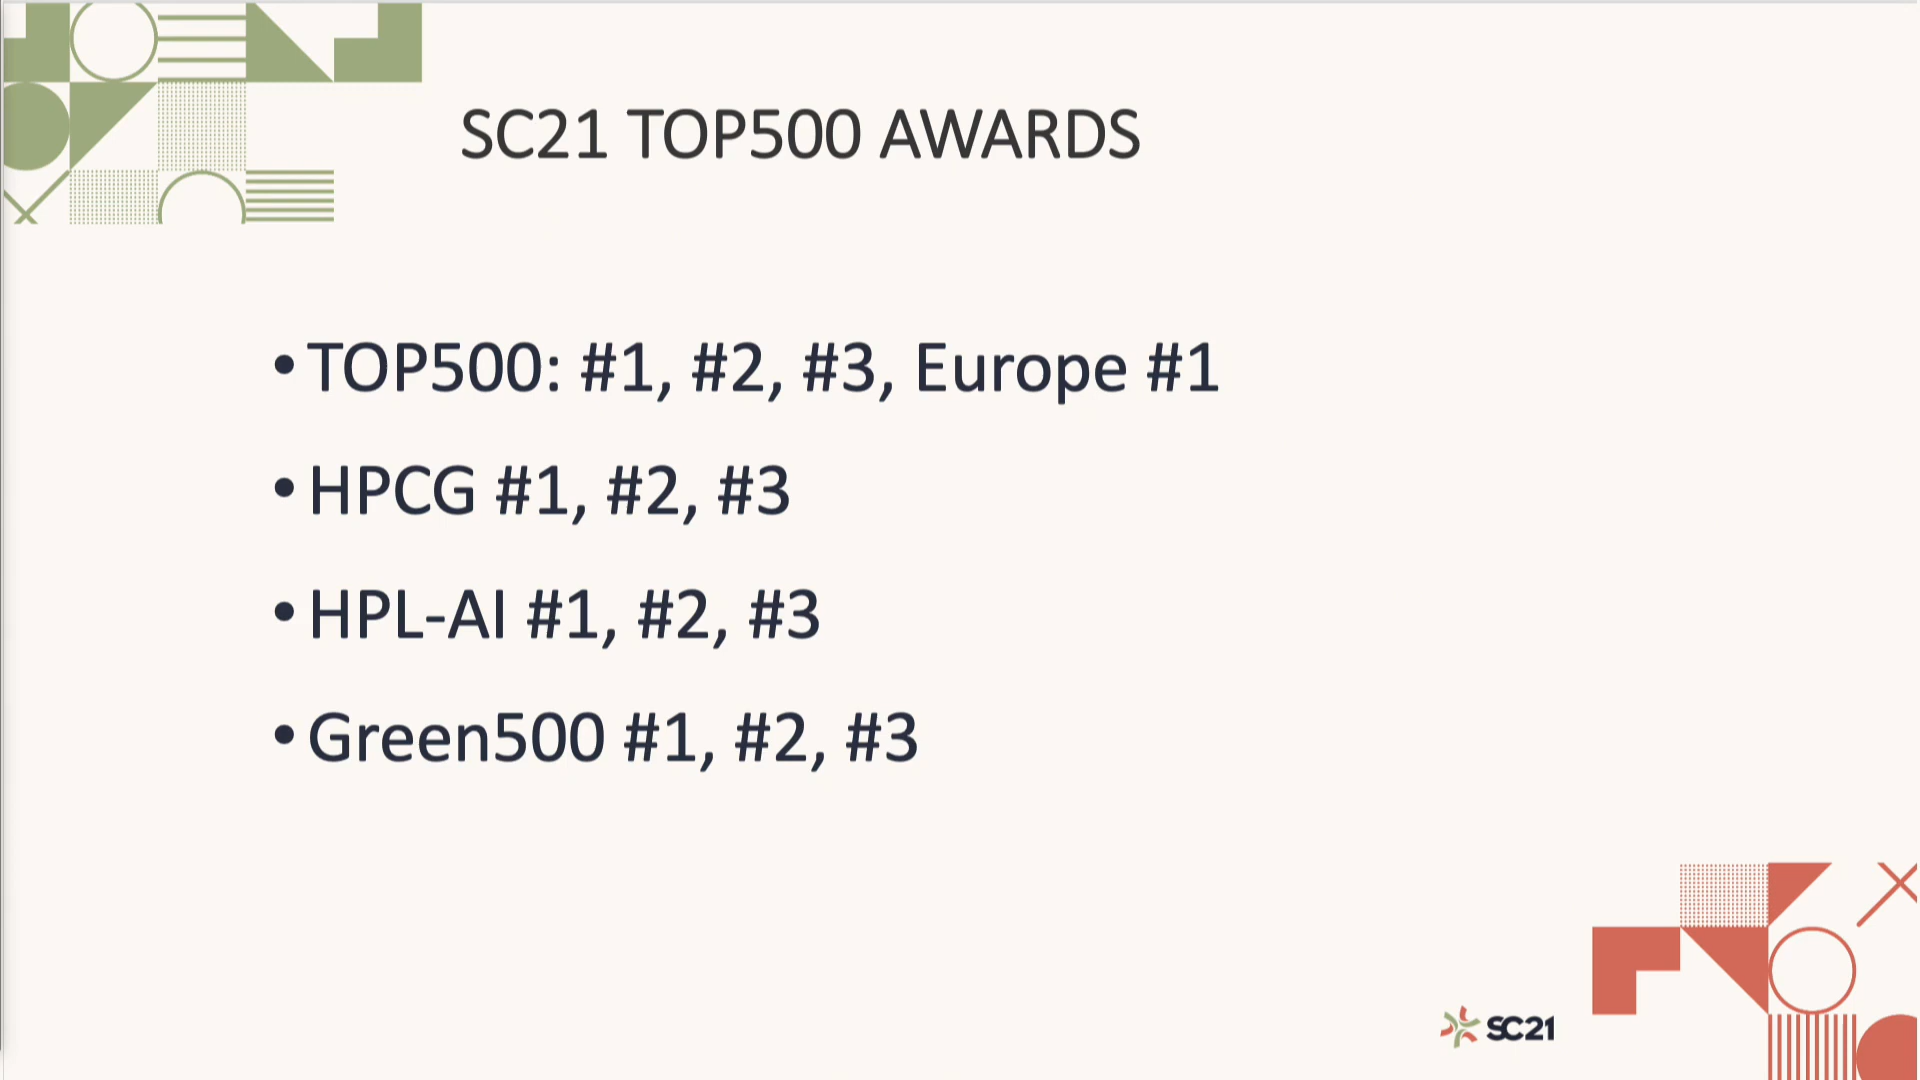 SC21 TOP500 AWARDS
• TOP500: #1, #2, #3, Europe #1
• HPCG #1, #2, #3
• HPL-AI #1, #2, #3
• Green500 #1, #2, #3
SC21